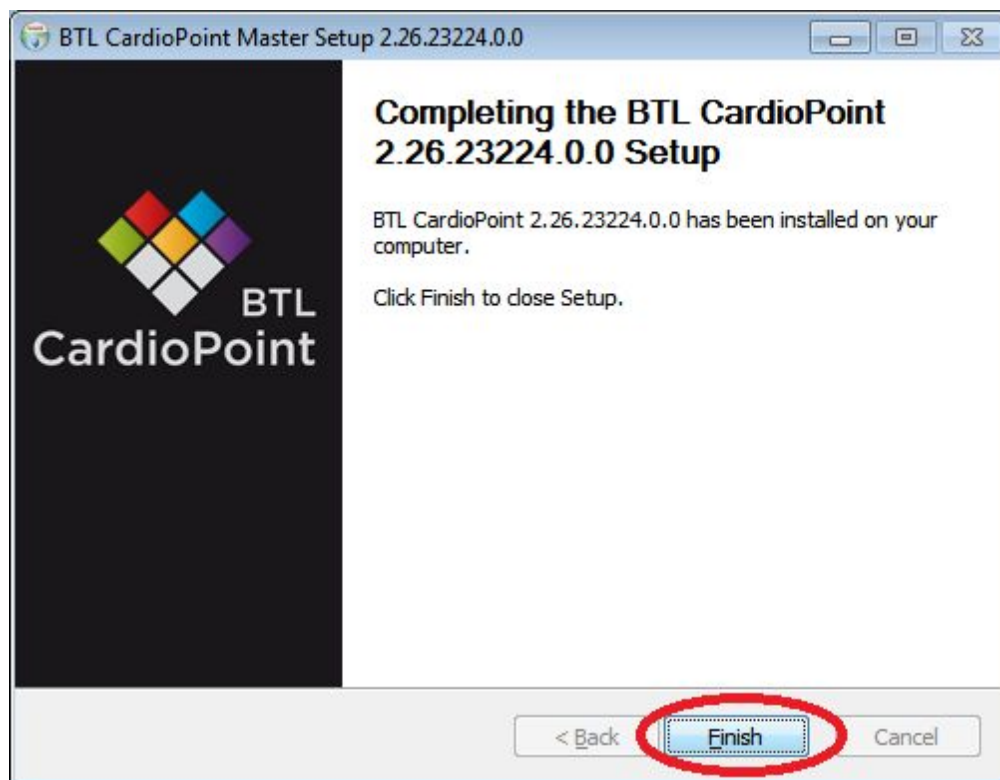 BTL CardioPoint Master Setup 2.26.23224.0.0
Completing the BTL CardioPoint
2.26.23224.0.0 Setup
BTL CardioPoint 2.26.23224.0.0 has been installed on your
computer.
Click Finish to close Setup.
BTL
CardioPoint
< Back
Finish
Cancel